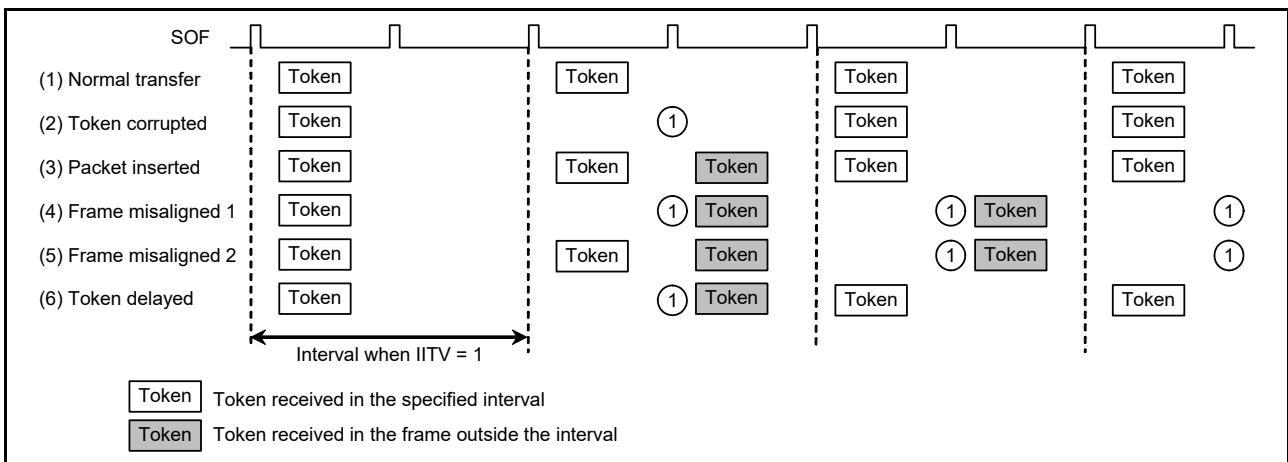 SOF
(1) Normal transfer Token Token Token Token
(2) Token corrupted Token 1 Token Token
(3) Packet inserted Token Token Token Token Token
(4) Frame misaligned 1 Token 1 Token 1 Token 1
(5) Frame misaligned 2 Token Token Token 1 Token 1
(6) Token delayed Token 1 Token Token Token
Interval when IITV = 1
Token Token received in the specified interval
Token Token received in the frame outside the interval